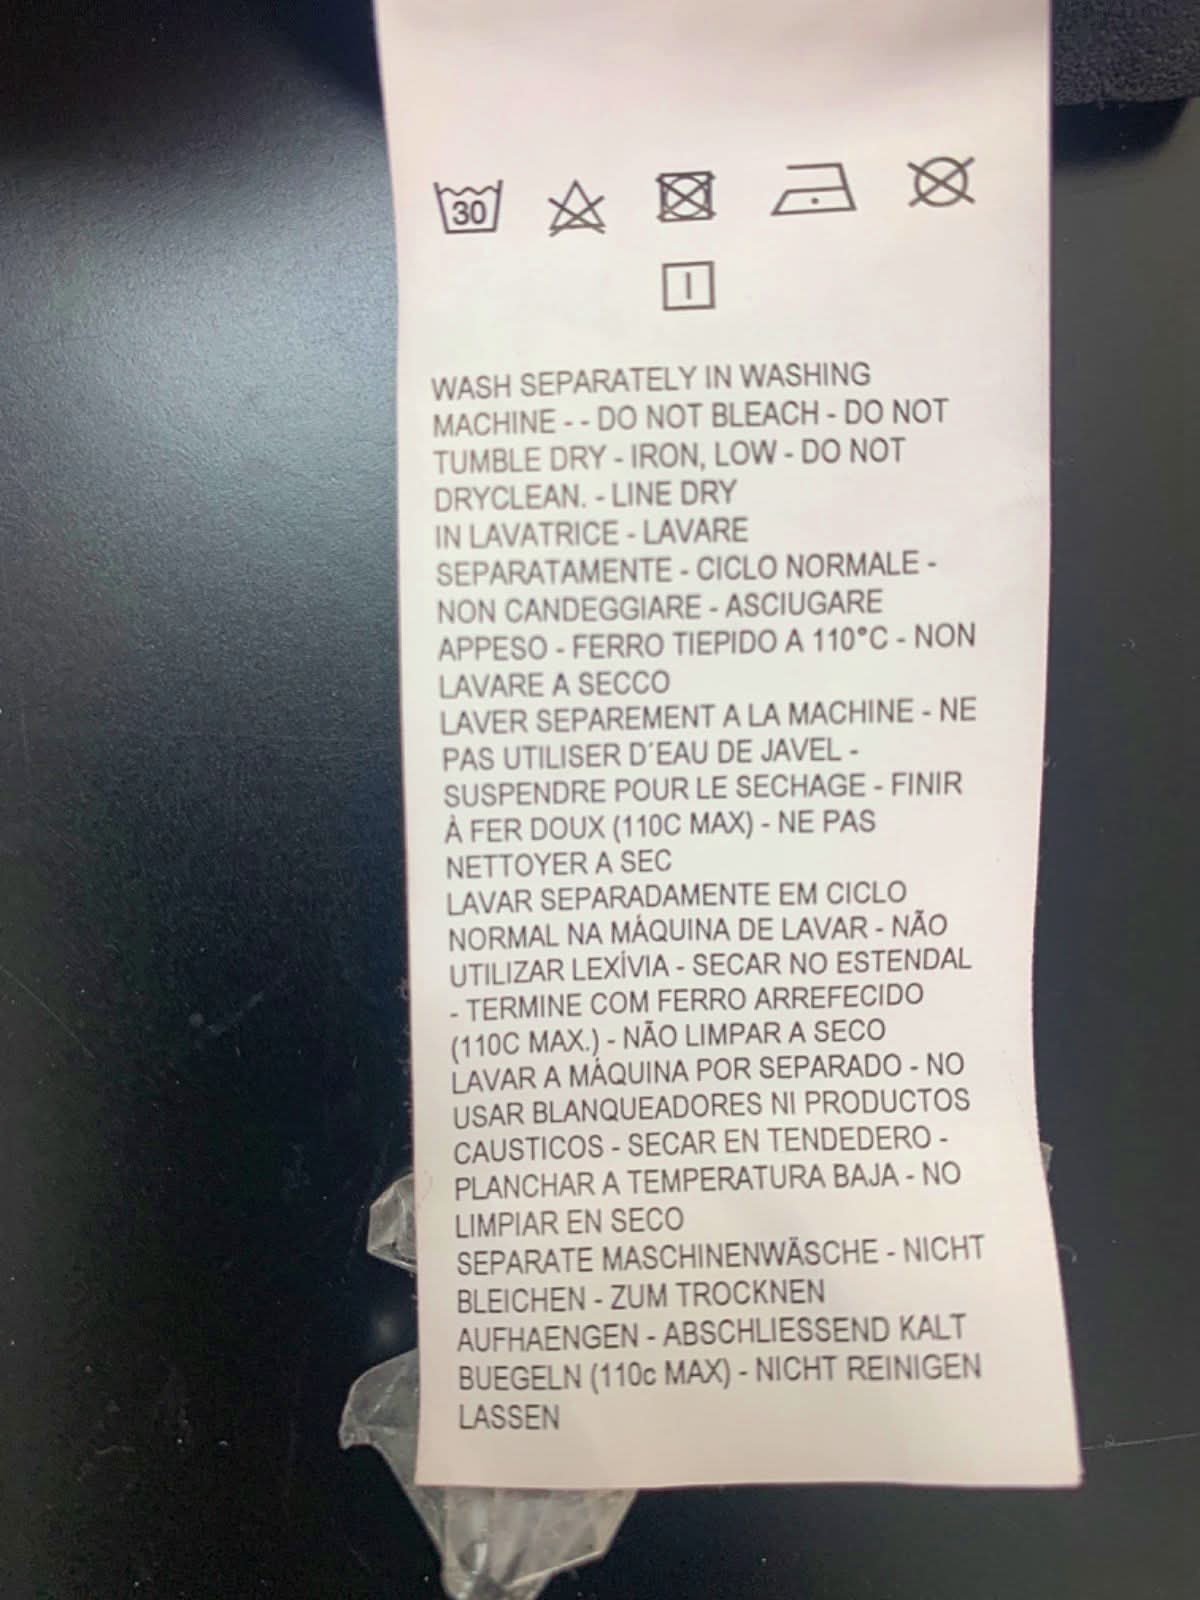 30
WASH SEPARATELY IN WASHING
MACHINE - - DO NOT BLEACH - DO NOT
TUMBLE DRY - IRON, LOW - DO NOT
DRYCLEAN. - LINE DRY
IN LAVATRICE - LAVARE
SEPARATAMENTE - CICLO NORMALE -
NON CANDEGGIARE - ASCIUGARE
APPESO - FERRO TIEPIDO A 110°C - NON
LAVARE A SECCO
LAVER SEPAREMENT A LA MACHINE - NE
PAS UTILISER D´EAU DE JAVEL -
SUSPENDRE POUR LE SECHAGE - FINIR
À FER DOUX (110C MAX) - NE PAS
NETTOYER A SEC
LAVAR SEPARADAMENTE EM CICLO
NORMAL NA MÁQUINA DE LAVAR - NÃO
UTILIZAR LEXÍVIA - SECAR NO ESTENDAL
- TERMINE COM FERRO ARREFECIDO
(110C MAX.) - NÃO LIMPAR A SECO
LAVAR A MÁQUINA POR SEPARADO - NO
USAR BLANQUEADORES NI PRODUCTOS
CAUSTICOS - SECAR EN TENDEDERO -
PLANCHAR A TEMPERATURA BAJA - NO
LIMPIAR EN SECO
SEPARATE MASCHINENWÄSCHE - NICHT
BLEICHEN - ZUM TROCKNEN
AUFHAENGEN - ABSCHLIESSEND KALT
BUEGELN (110c MAX) - NICHT REINIGEN
LASSEN